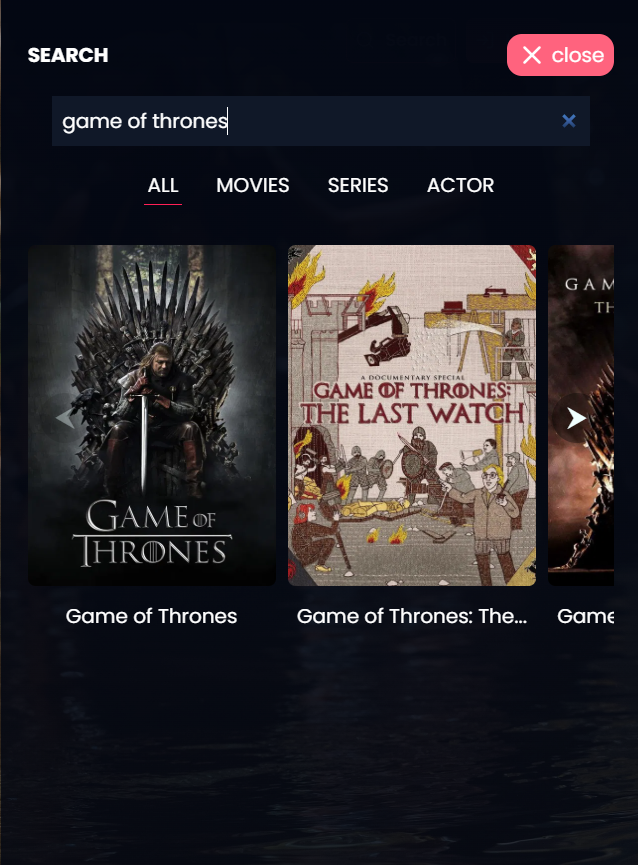 SEARCH
close
game of thrones
ALL MOVIES SERIES ACTOR
GAME OF
THRONES
A DOCUMENTARY SPECIAL
GAME OF THRONES:
THE LAST WATCH
GAM
TH
Game of Thrones
Game of Thrones: The...
Game